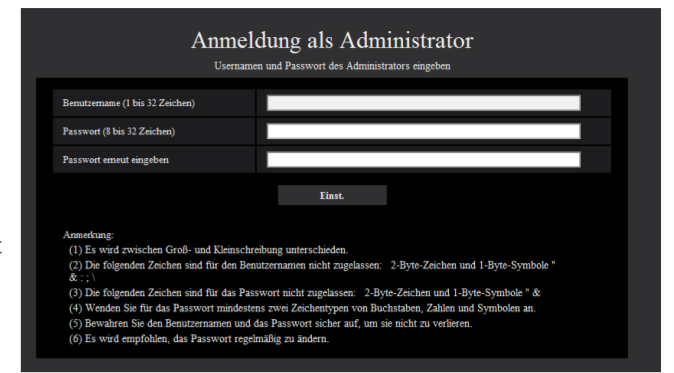 Anmeldung als Administrator
Usernamen und Passwort des Administrators eingeben
Benutzername (1 bis 32 Zeichen)
Passwort (8 bis 32 Zeichen)
Passwort erneut eingeben
Einst.
Anmerkung:
(1) Es wird zwischen Groß- und Kleinschreibung unterschieden.
(2) Die folgenden Zeichen sind für den Benutzernamen nicht zugelassen: 2-Byte-Zeichen und 1-Byte-Symbole "
& : ; \
(3) Die folgenden Zeichen sind für das Passwort nicht zugelassen: 2-Byte-Zeichen und 1-Byte-Symbole " &
(4) Wenden Sie für das Passwort mindestens zwei Zeichentypen von Buchstaben, Zahlen und Symbolen an.
(5) Bewahren Sie den Benutzernamen und das Passwort sicher auf, um sie nicht zu verlieren.
(6) Es wird empfohlen, das Passwort regelmäßig zu ändern.